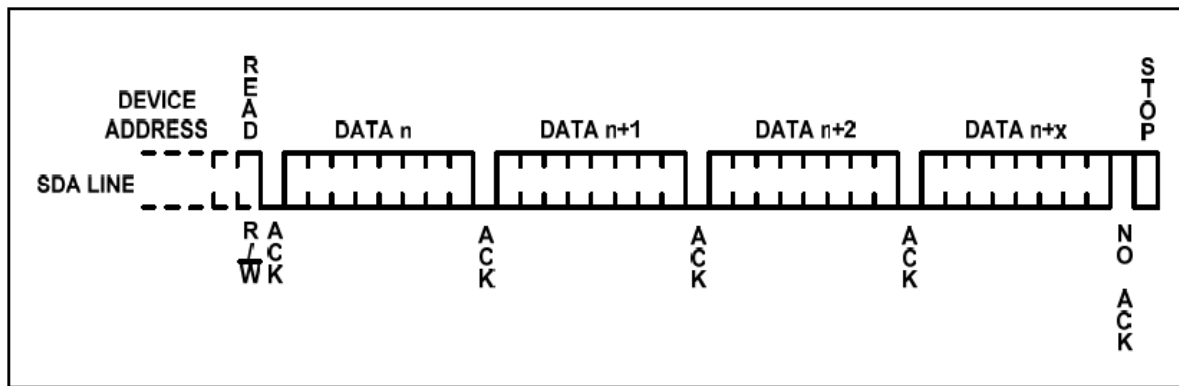 READ
STOP
DEVICE
ADDRESS
DATA n
DATA n+1
DATA n+2
DATA n+x
SDA LINE
R/W
ACK
ACK
ACK
ACK
NO ACK